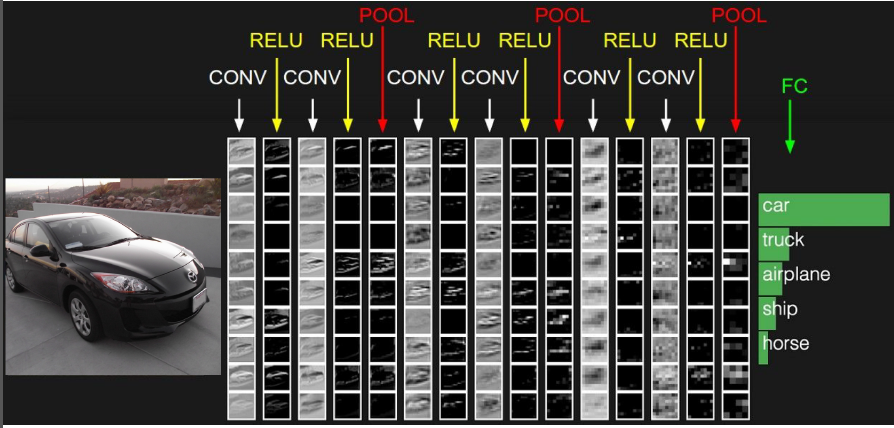 POOL POOL POOL
RELU RELU RELU RELU RELU RELU
CONV CONV CONV CONV CONV CONV
FC
car
truck
airplane
ship
horse